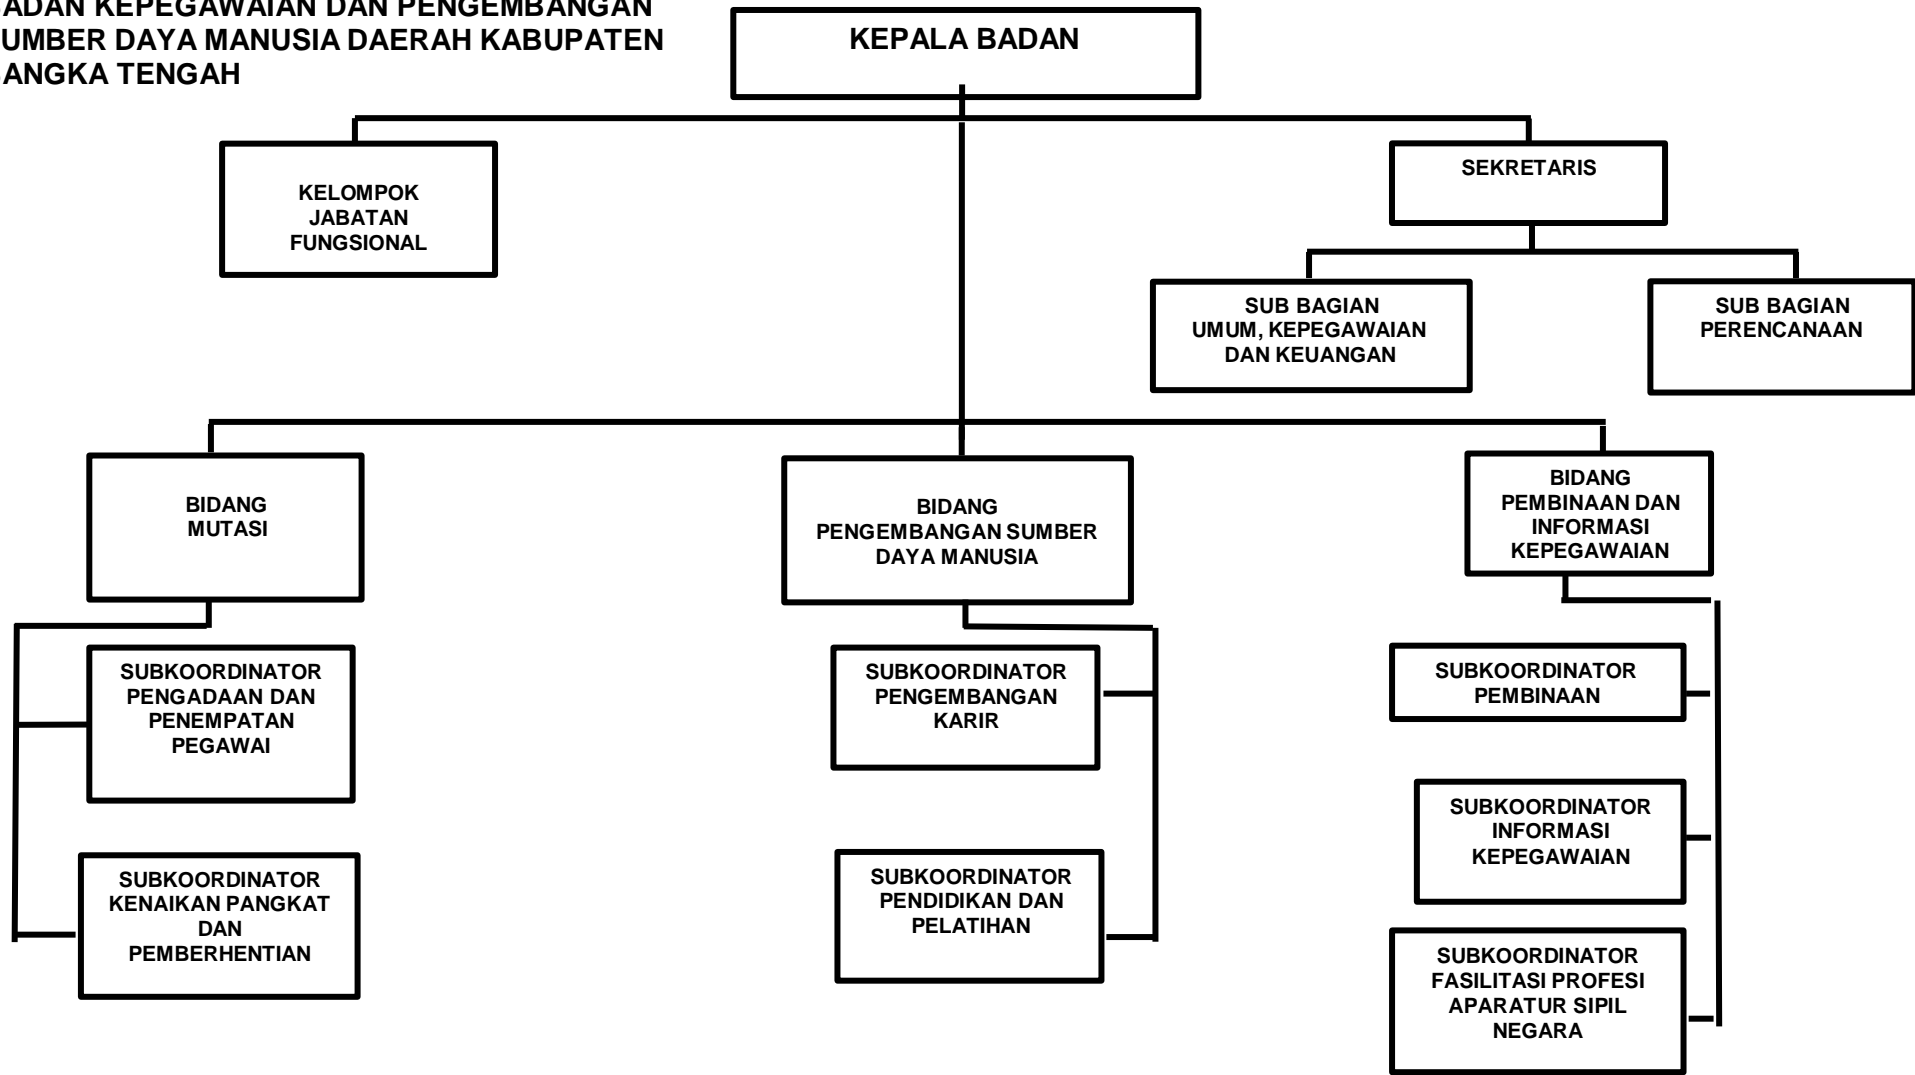 BADAN KEPEGAWAIAN DAN PENGEMBANGAN
SUMBER DAYA MANUSIA DAERAH KABUPATEN
BANGKA TENGAH
KEPALA BADAN
KELOMPOK
JABATAN
FUNGSIONAL
SEKRETARIS
SUB BAGIAN
UMUM, KEPEGAWAIAN
DAN KEUANGAN
SUB BAGIAN
PERENCANAAN
BIDANG
MUTASI
BIDANG
PENGEMBANGAN SUMBER
DAYA MANUSIA
BIDANG
PEMBINAAN DAN
INFORMASI
KEPEGAWAIAN
SUBKOORDINATOR
PENGADAAN DAN
PENEMPATAN
PEGAWAI
SUBKOORDINATOR
PENGEMBANGAN
KARIR
SUBKOORDINATOR
PEMBINAAN
SUBKOORDINATOR
INFORMASI
KEPEGAWAIAN
SUBKOORDINATOR
KENAIKAN PANGKAT
DAN
PEMBERHENTIAN
SUBKOORDINATOR
PENDIDIKAN DAN
PELATIHAN
SUBKOORDINATOR
FASILITASI PROFESI
APARATUR SIPIL
NEGARA